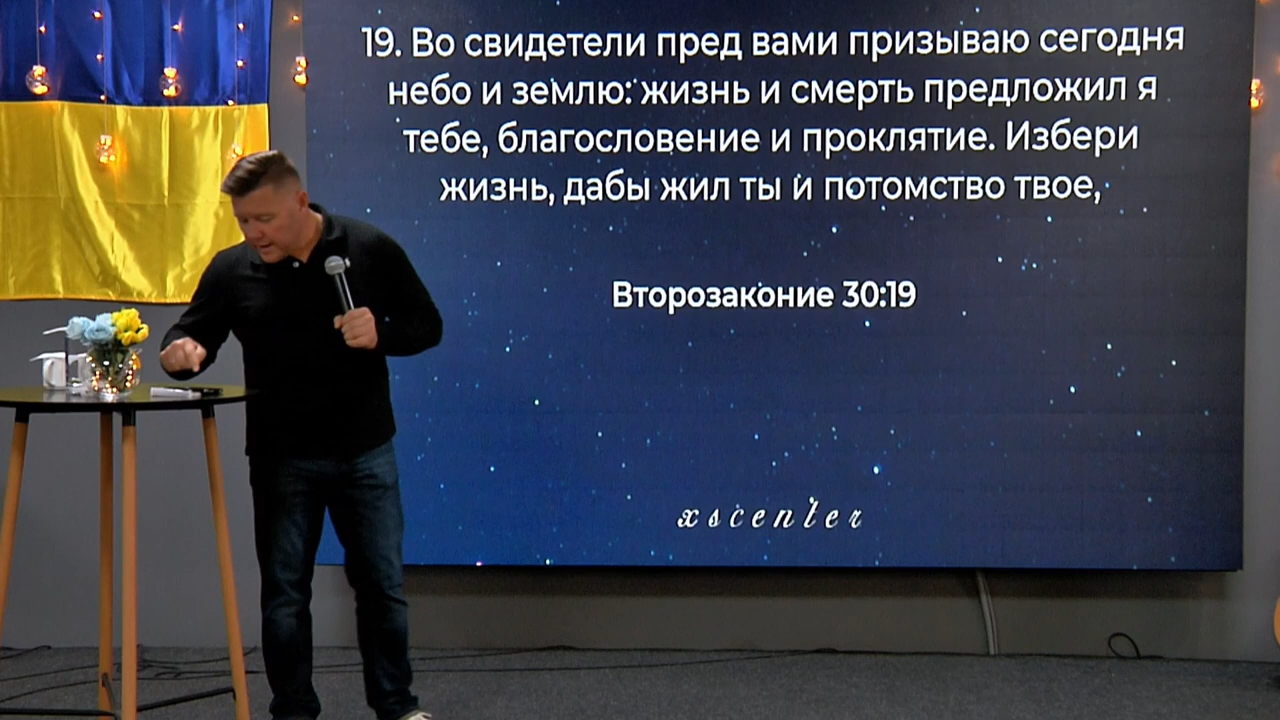 19. Во свидетели пред вами призываю сегодня
небо и землю: жизнь и смерть предложил я
тебе, благословение и проклятие. Избери
жизнь, дабы жил ты и потомство твое,
Второзаконие 30:19
xscenter